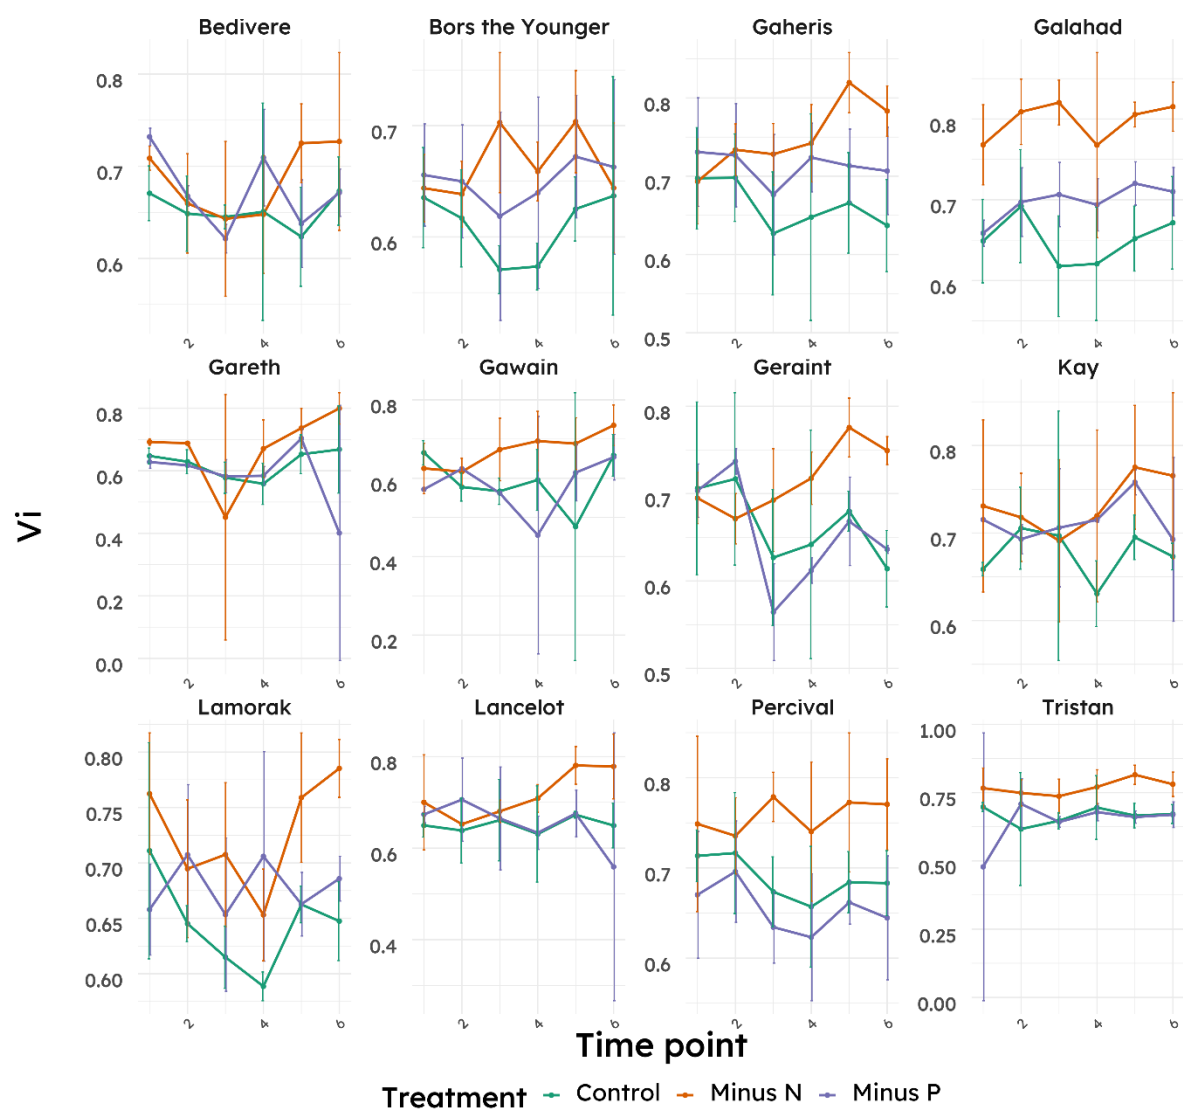 Bedivere Bors the Younger Gaheris Galahad
0.8 0.7 0.6
0.7 0.6
0.8 0.7 0.6 0.5
0.8 0.7 0.6
2 4 6 2 4 6 2 4 6 2 4 6
Gareth Gawain Geraint Kay
0.8 0.6 0.4 0.2 0.0
0.8 0.6 0.4 0.2
0.8 0.7 0.6 0.5
0.8 0.7 0.6
2 4 6 2 4 6 2 4 6 2 4 6
Vi
Lamorak Lancelot Percival Tristan
0.80 0.75 0.70 0.65 0.60
0.8 0.6 0.4
0.8 0.7 0.6
1.00 0.75 0.50 0.25 0.00
2 4 6 2 4 6 2 4 6 2 4 6
Time point
Treatment Control Minus N Minus P